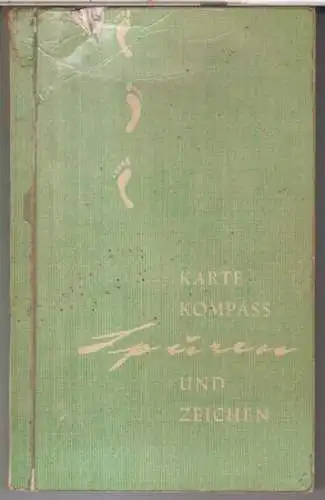 KARTE
KOMPASS
Spuren
UND
ZEICHEN